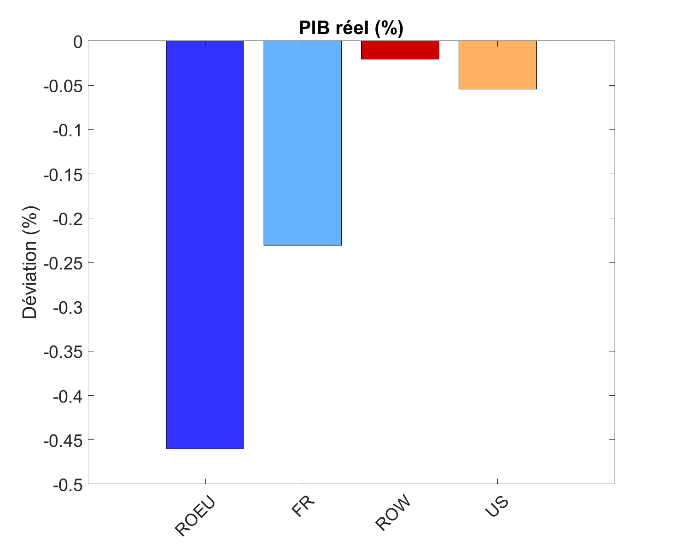 PIB réel (%)
0
-0.05
-0.1
-0.15
-0.2
-0.25
-0.3
-0.35
-0.4
-0.45
-0.5
Déviation (%)
ROEU
FR
ROW
US